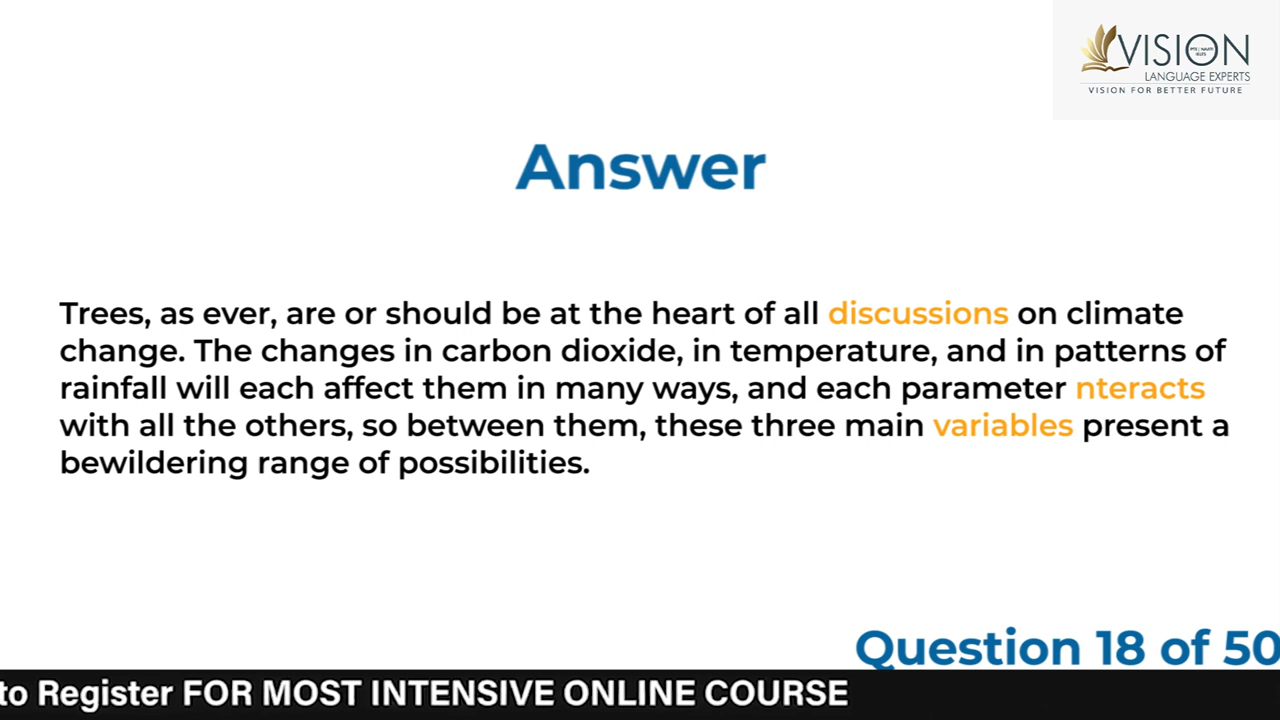 VISION
LANGUAGE EXPERTS
VISION FOR BETTER FUTURE
Answer
Trees, as ever, are or should be at the heart of all discussions on climate
change. The changes in carbon dioxide, in temperature, and in patterns of
rainfall will each affect them in many ways, and each parameter nteracts
with all the others, so between them, these three main variables present a
bewildering range of possibilities.
Question 18 of 50
to Register FOR MOST INTENSIVE ONLINE COURSE